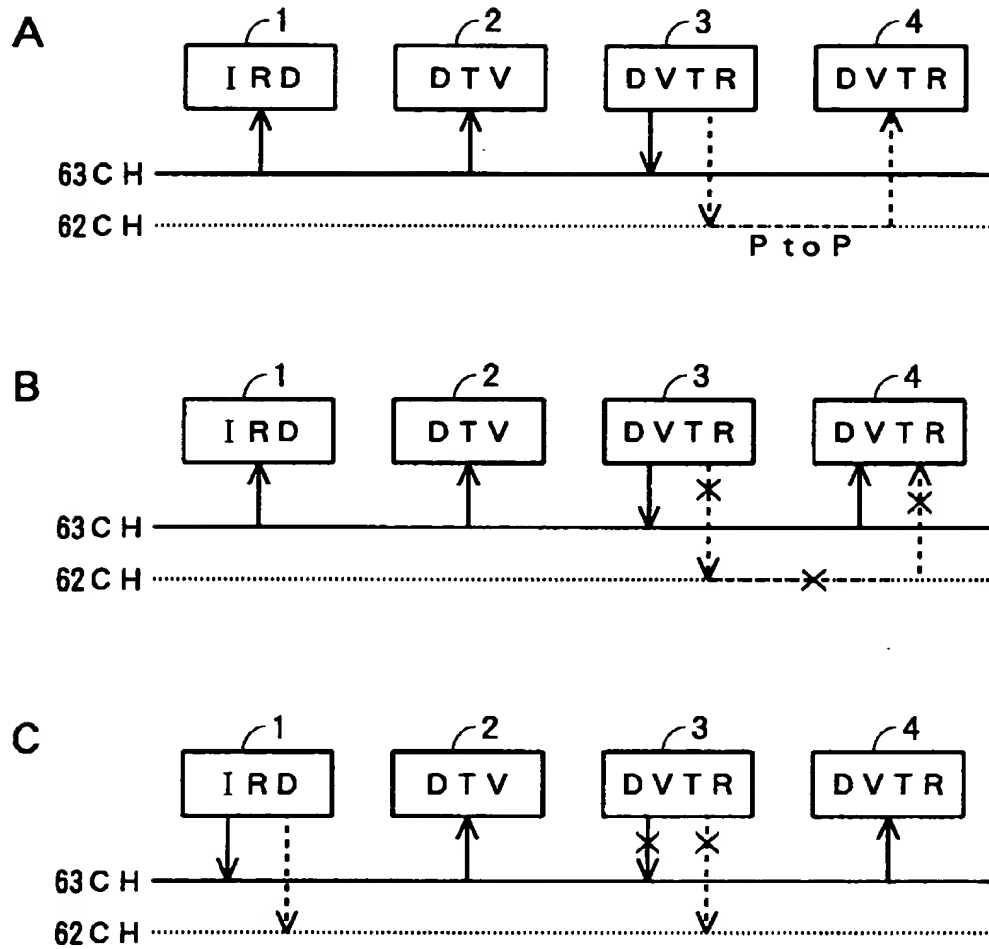 A
1 2 3 4
IRD DTV DVTR DVTR
63CH
62CH
P to P
B
1 2 3 4
IRD DTV DVTR DVTR
63CH
62CH
C
1 2 3 4
IRD DTV DVTR DVTR
63CH
62CH